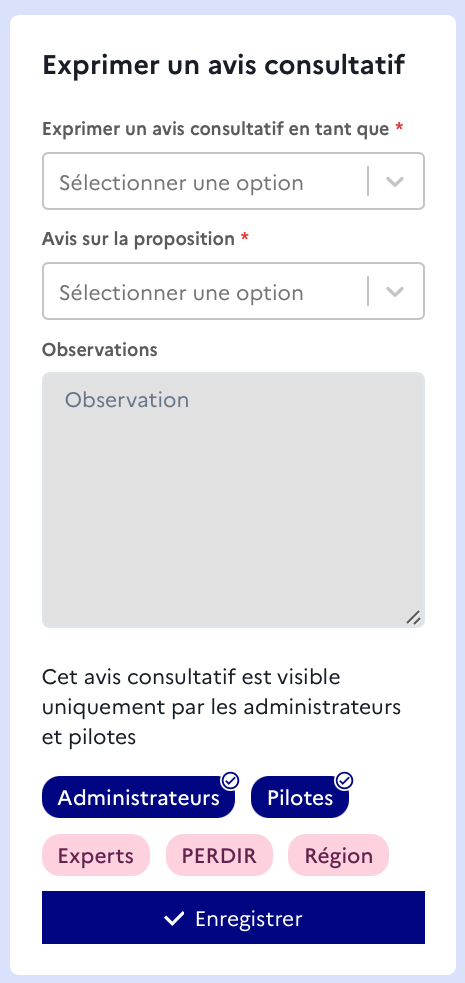 Exprimer un avis consultatif
Exprimer un avis consultatif en tant que *
Sélectionner une option
Avis sur la proposition *
Sélectionner une option
Observations
Observation
Cet avis consultatif est visible
uniquement par les administrateurs
et pilotes
Administrateurs Pilotes
Experts PERDIR Région
Enregistrer